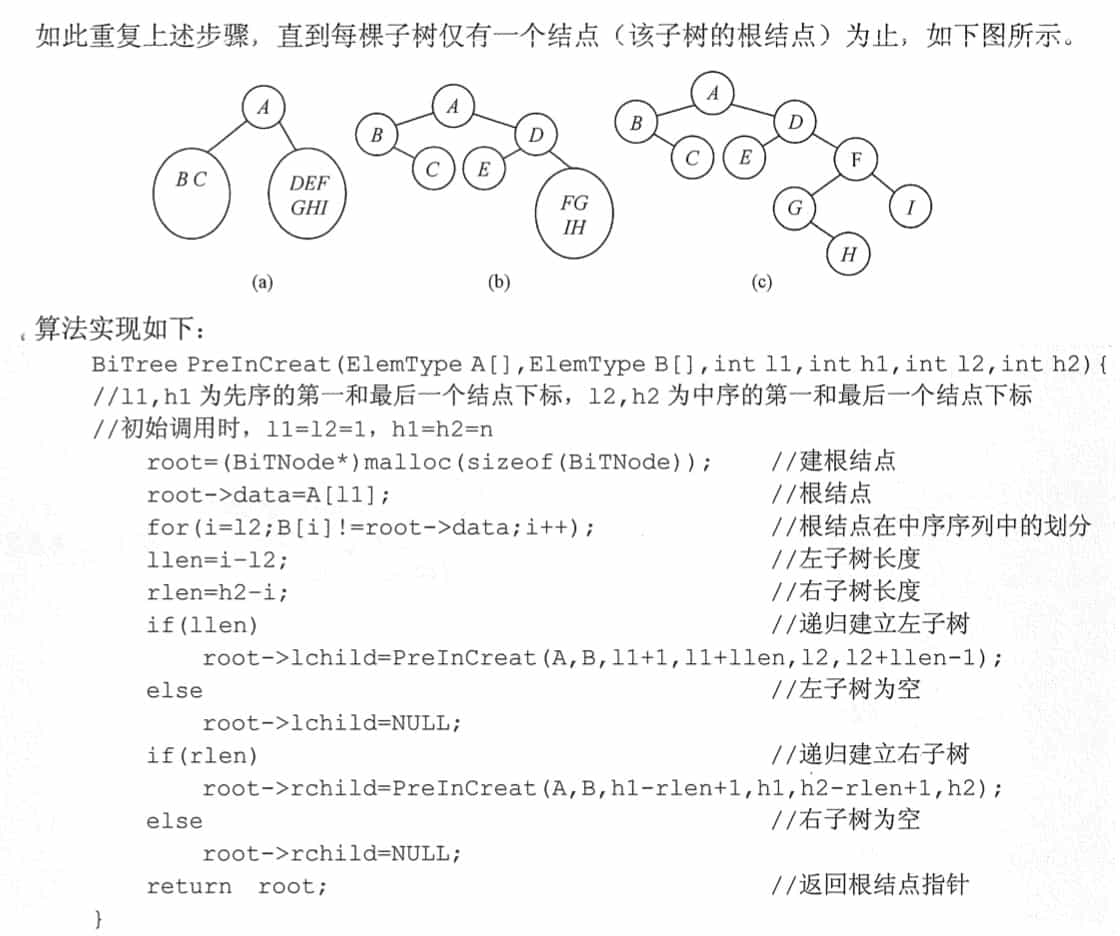 如此重复上述步骤，直到每棵子树仅有一个结点（该子树的根结点）为止，如下图所示。
A
B C
DEF
GHI
(a)
A
B
D
C
E
FG
IH
(b)
A
B
D
C
E
F
G
I
H
(c)
算法实现如下：
BiTree PreInCreat(ElemType A[],ElemType B[],int l1,int h1,int l2,int h2){
//l1,h1 为先序的第一和最后一个结点下标，l2,h2 为中序的第一和最后一个结点下标
//初始调用时，l1=l2=1，h1=h2=n
root=(BiTNode*)malloc(sizeof(BiTNode)); //建根结点
root->data=A[l1]; //根结点
for(i=l2;B[i]!=root->data;i++); //根结点在中序序列中的划分
llen=i-l2; //左子树长度
rlen=h2-i; //右子树长度
if(llen) //递归建立左子树
root->lchild=PreInCreat(A,B,l1+1,l1+llen,l2,l2+llen-1);
else //左子树为空
root->lchild=NULL;
if(rlen) //递归建立右子树
root->rchild=PreInCreat(A,B,h1-rlen+1,h1,h2-rlen+1,h2);
else //右子树为空
root->rchild=NULL;
return root; //返回根结点指针
}